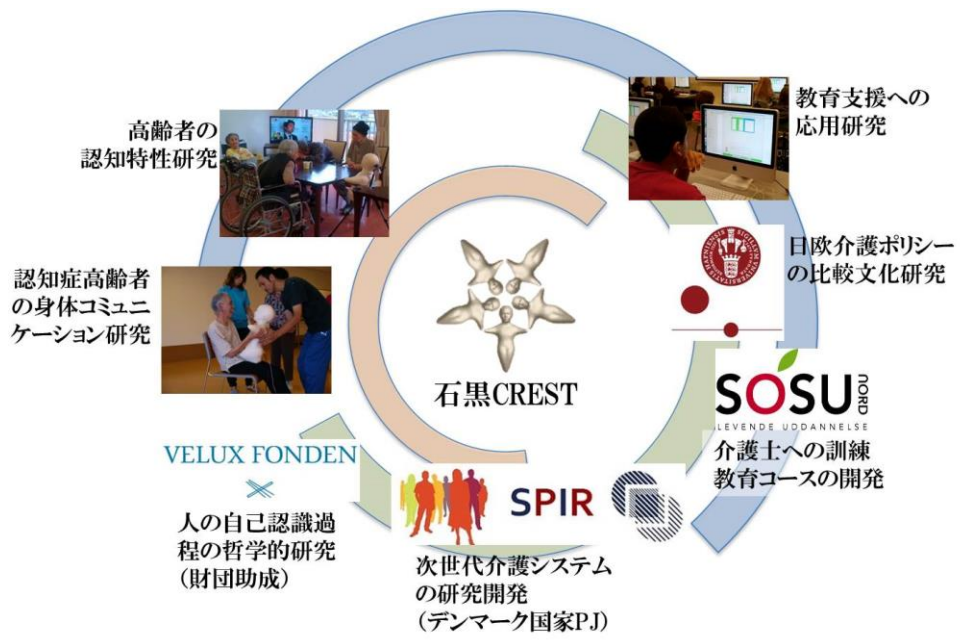 高齢者の
認知特性研究
教育支援への
応用研究
認知症高齢者
の身体コミュニ
ケーション研究
日欧介護ポリシー
の比較文化研究
石黒CREST
SOSU NORD
LEVENDE UDDANNELSE
介護士への訓練
教育コースの開発
VELUX FONDEN
人の自己認識過
程の哲学的研究
(財団助成)
SPIR
次世代介護システム
の研究開発
(デンマーク国家PJ)